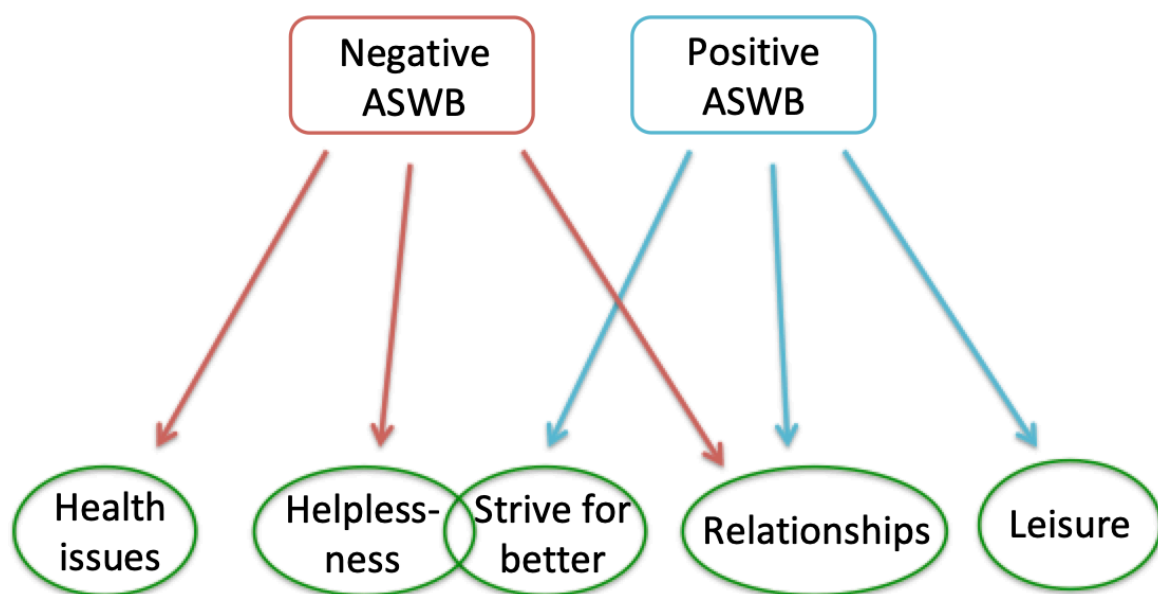 Negative
ASWB
Positive
ASWB
Health
issues
Helpless-
ness
Strive for
better
Relationships
Leisure